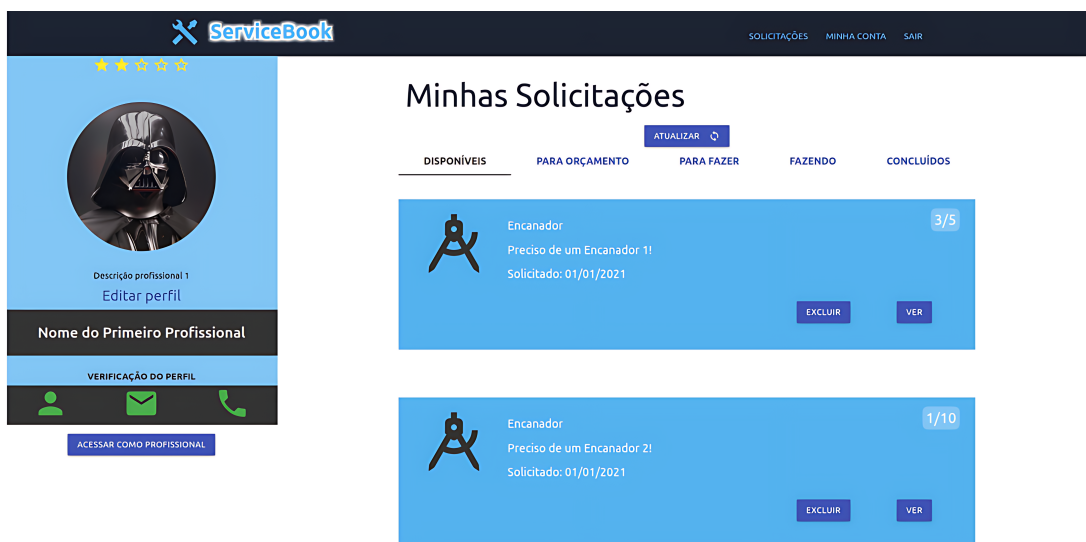 ServiceBook
SOLICITAÇÕES MINHA CONTA SAIR
Descrição profissional 1
Editar perfil
Nome do Primeiro Profissional
VERIFICAÇÃO DO PERFIL
ACESSAR COMO PROFISSIONAL
Minhas Solicitações
ATUALIZAR
DISPONÍVEIS PARA ORÇAMENTO PARA FAZER FAZENDO CONCLUÍDOS
Encanador
3/5
Preciso de um Encanador 1!
Solicitado: 01/01/2021
EXCLUIR VER
Encanador
1/10
Preciso de um Encanador 2!
Solicitado: 01/01/2021
EXCLUIR VER